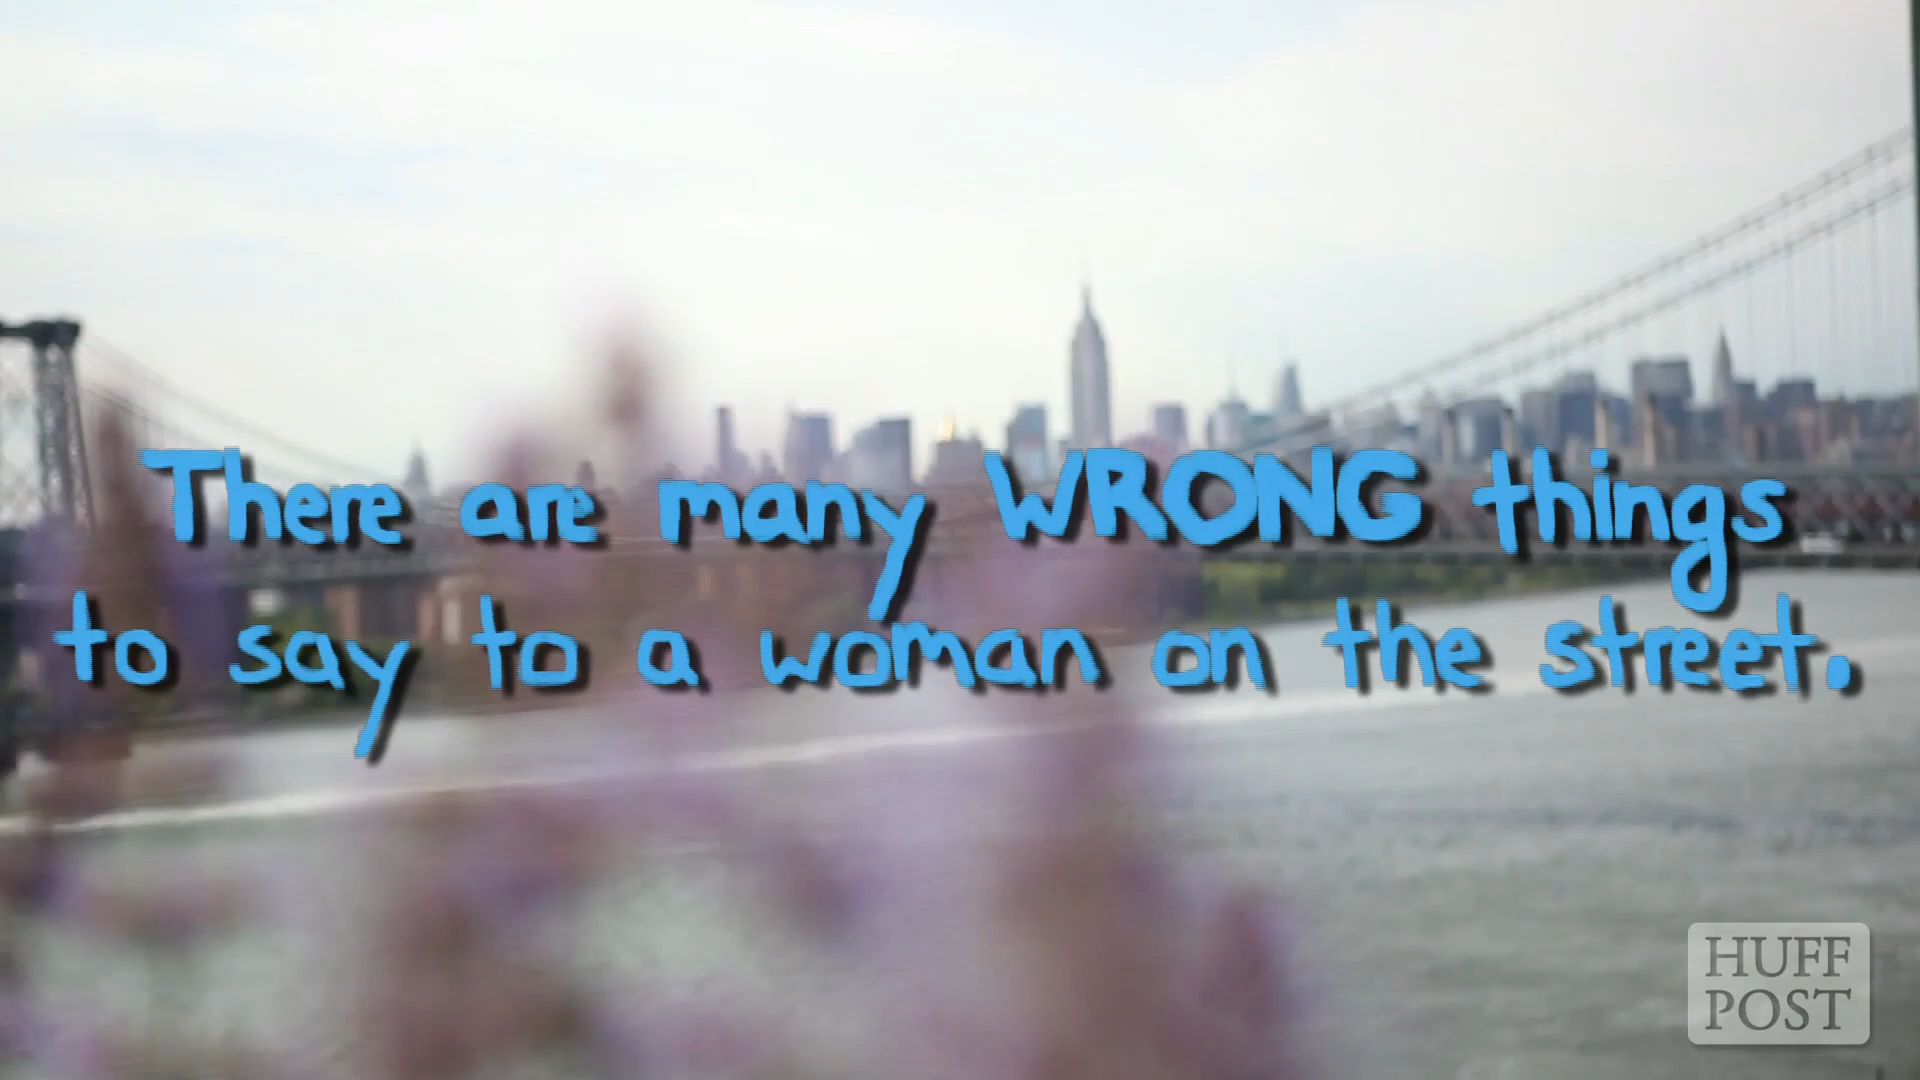 There are many WRONG things
to say to a woman on the street.
HUFF
POST